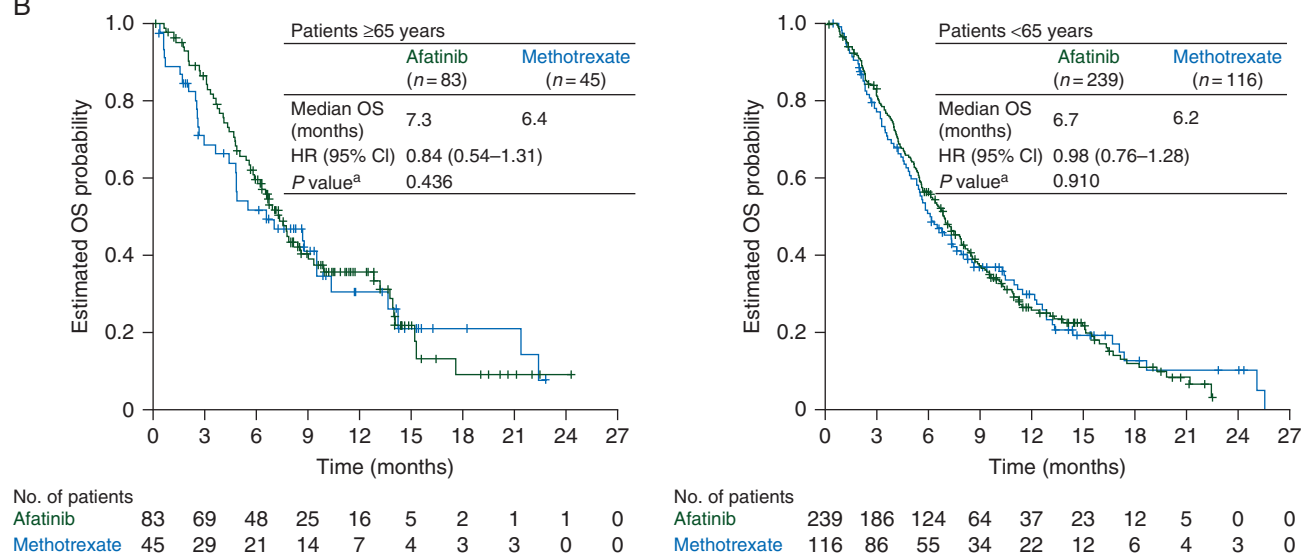 B
Patients ≥65 years
Afatinib Methotrexate
(n=83) (n=45)
Median OS
(months) 7.3 6.4
HR (95% CI) 0.84 (0.54–1.31)
P valueᵃ 0.436
Estimated OS probability
1.0
0.8
0.6
0.4
0.2
0
0 3 6 9 12 15 18 21 24 27
Time (months)
No. of patients
Afatinib 83 69 48 25 16 5 2 1 1 0
Methotrexate 45 29 21 14 7 4 3 3 0 0
Patients <65 years
Afatinib Methotrexate
(n=239) (n=116)
Median OS
(months) 6.7 6.2
HR (95% CI) 0.98 (0.76–1.28)
P valueᵃ 0.910
Estimated OS probability
1.0
0.8
0.6
0.4
0.2
0
0 3 6 9 12 15 18 21 24 27
Time (months)
No. of patients
Afatinib 239 186 124 64 37 23 12 5 0 0
Methotrexate 116 86 55 34 22 12 6 4 3 0